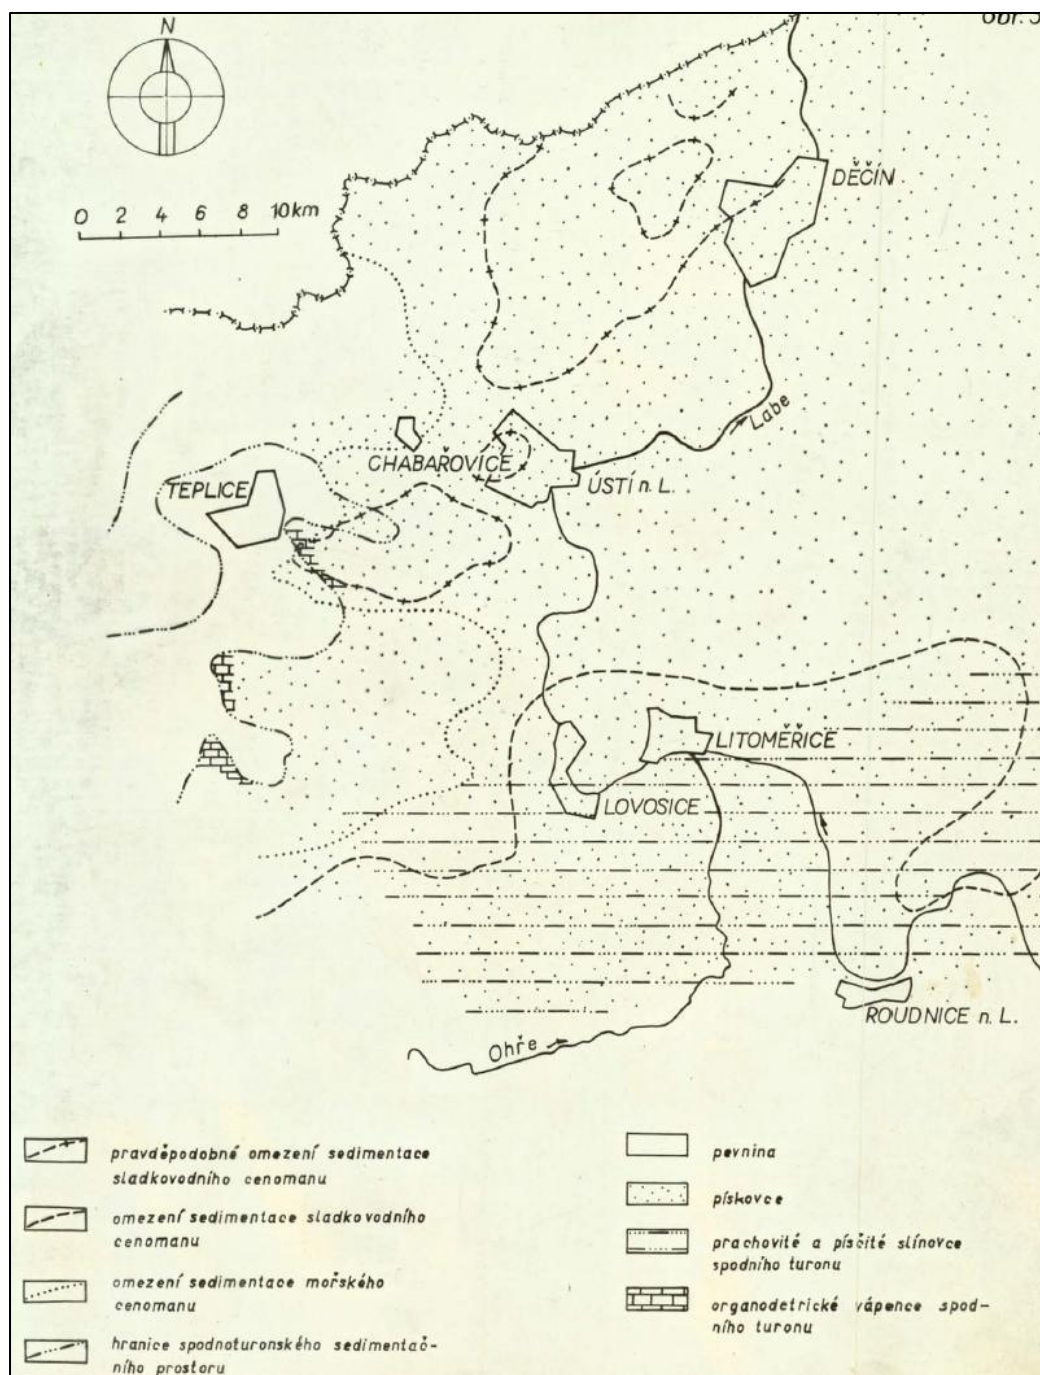 obr. 5
N
0 2 4 6 8 10km
DĚČÍN
Labe
CHABAŘOVICE
TEPLICE
ÚSTÍ n. L.
LITOMĚŘICE
LOVOSICE
ROUDNICE n. L.
Ohře
pravděpodobné omezení sedimentace
sladkovodního cenomanu
omezení sedimentace sladkovodního
cenomanu
omezení sedimentace mořského
cenomanu
hranice spodnoturonského sedimentač-
ního prostoru
pevnina
pískovce
prachovité a písčité slínovce
spodního turonu
organodetrické vápence spod-
ního turonu